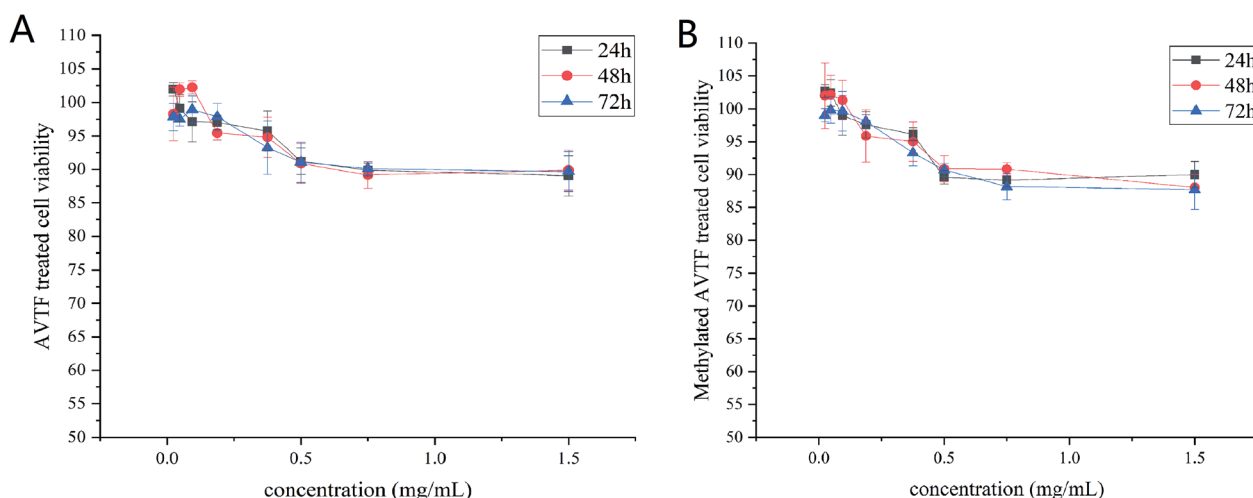 A
110
105
100
95
90
85
80
75
70
65
60
55
50
AVTF treated cell viability
0.0
0.5
1.0
1.5
concentration (mg/mL)
24h
48h
72h
B
110
105
100
95
90
85
80
75
70
65
60
55
50
Methylated AVTF treated cell viability
0.0
0.5
1.0
1.5
concentration (mg/mL)
24h
48h
72h